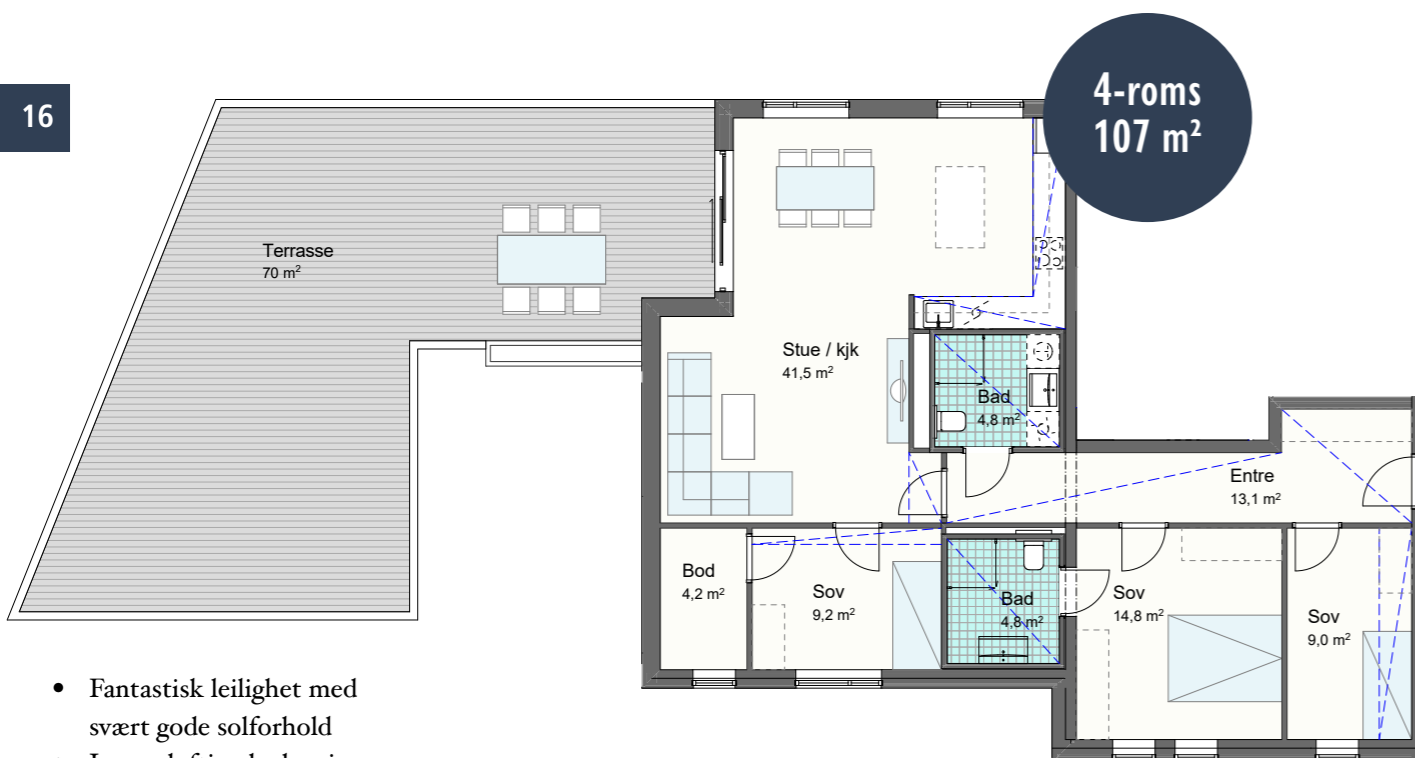 16
4-roms
107 m²
Terrasse
70 m²
Stue / kjk
41,5 m²
Bad
4,8 m²
Entre
13,1 m²
Bod
4,2 m²
Sov
9,2 m²
Bad
4,8 m²
Sov
14,8 m²
Sov
9,0 m²
• Fantastisk leilighet med
svært gode solforhold